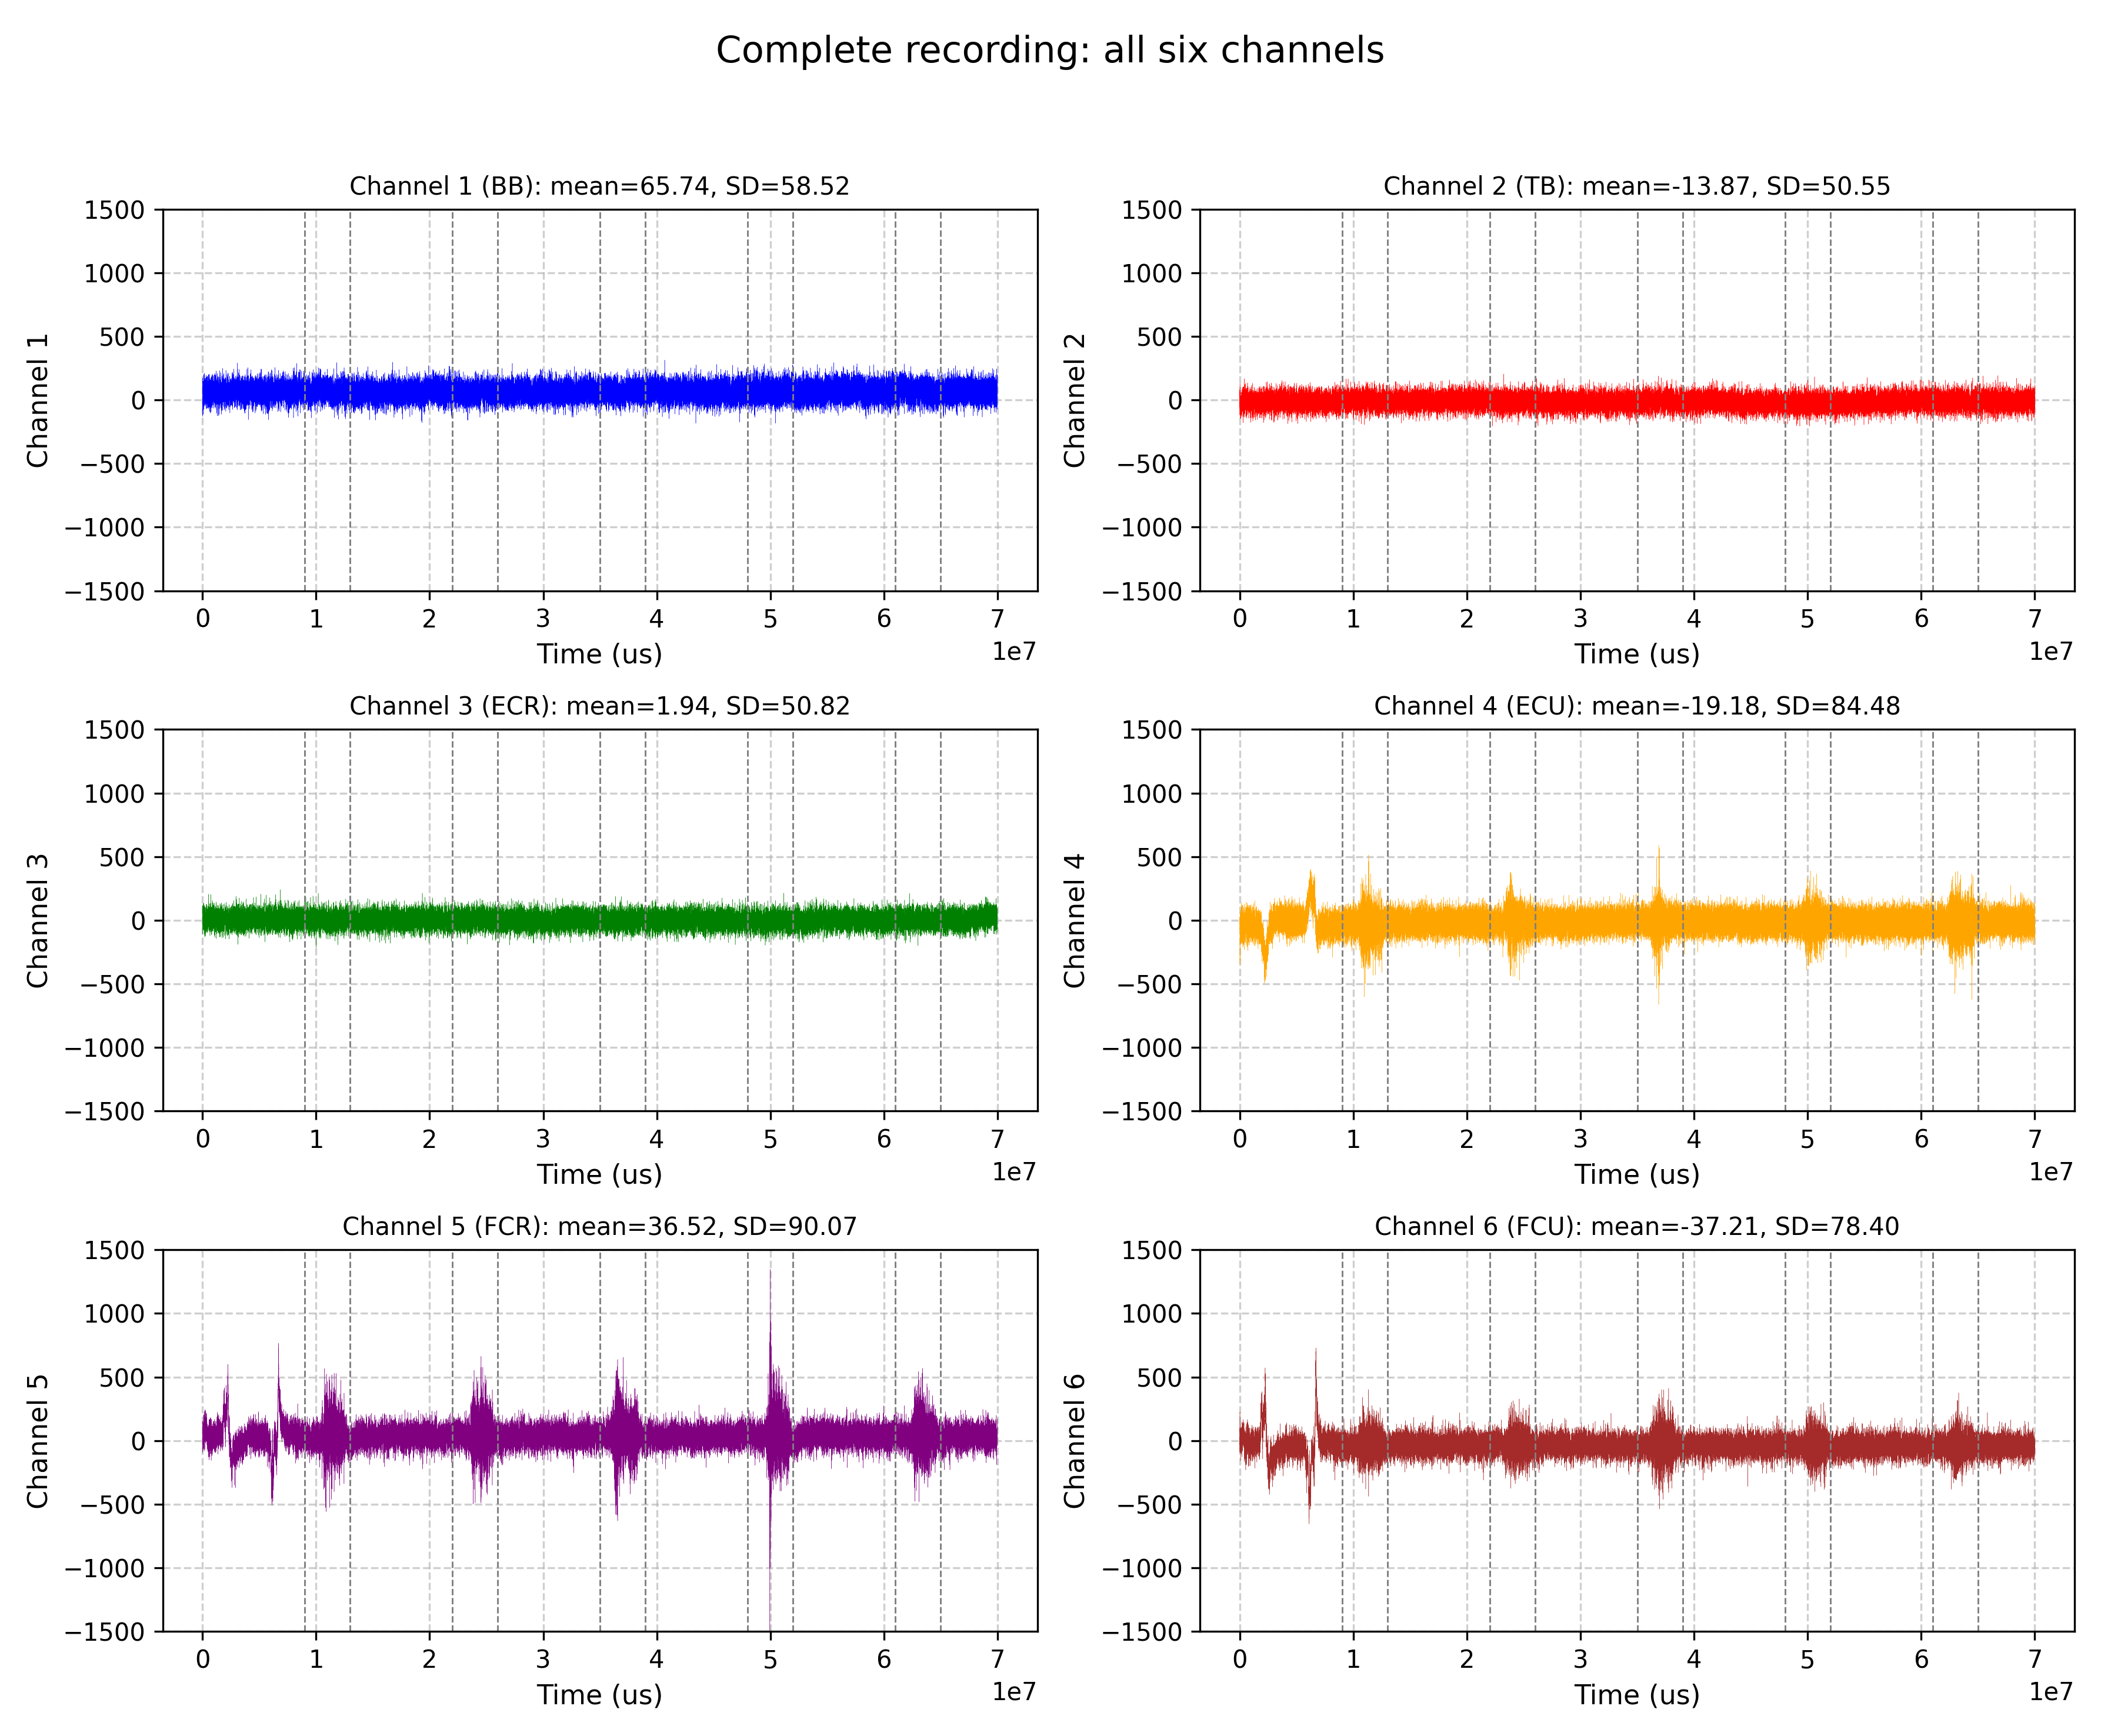 Complete recording: all six channels
Channel 1 (BB): mean=65.74, SD=58.52
1500
1000
500
0
−500
−1000
−1500
Channel 1
0 1 2 3 4 5 6 7
Time (us)
1e7
Channel 2 (TB): mean=-13.87, SD=50.55
1500
1000
500
0
−500
−1000
−1500
Channel 2
0 1 2 3 4 5 6 7
Time (us)
1e7
Channel 3 (ECR): mean=1.94, SD=50.82
1500
1000
500
0
−500
−1000
−1500
Channel 3
0 1 2 3 4 5 6 7
Time (us)
1e7
Channel 4 (ECU): mean=-19.18, SD=84.48
1500
1000
500
0
−500
−1000
−1500
Channel 4
0 1 2 3 4 5 6 7
Time (us)
1e7
Channel 5 (FCR): mean=36.52, SD=90.07
1500
1000
500
0
−500
−1000
−1500
Channel 5
0 1 2 3 4 5 6 7
Time (us)
1e7
Channel 6 (FCU): mean=-37.21, SD=78.40
1500
1000
500
0
−500
−1000
−1500
Channel 6
0 1 2 3 4 5 6 7
Time (us)
1e7